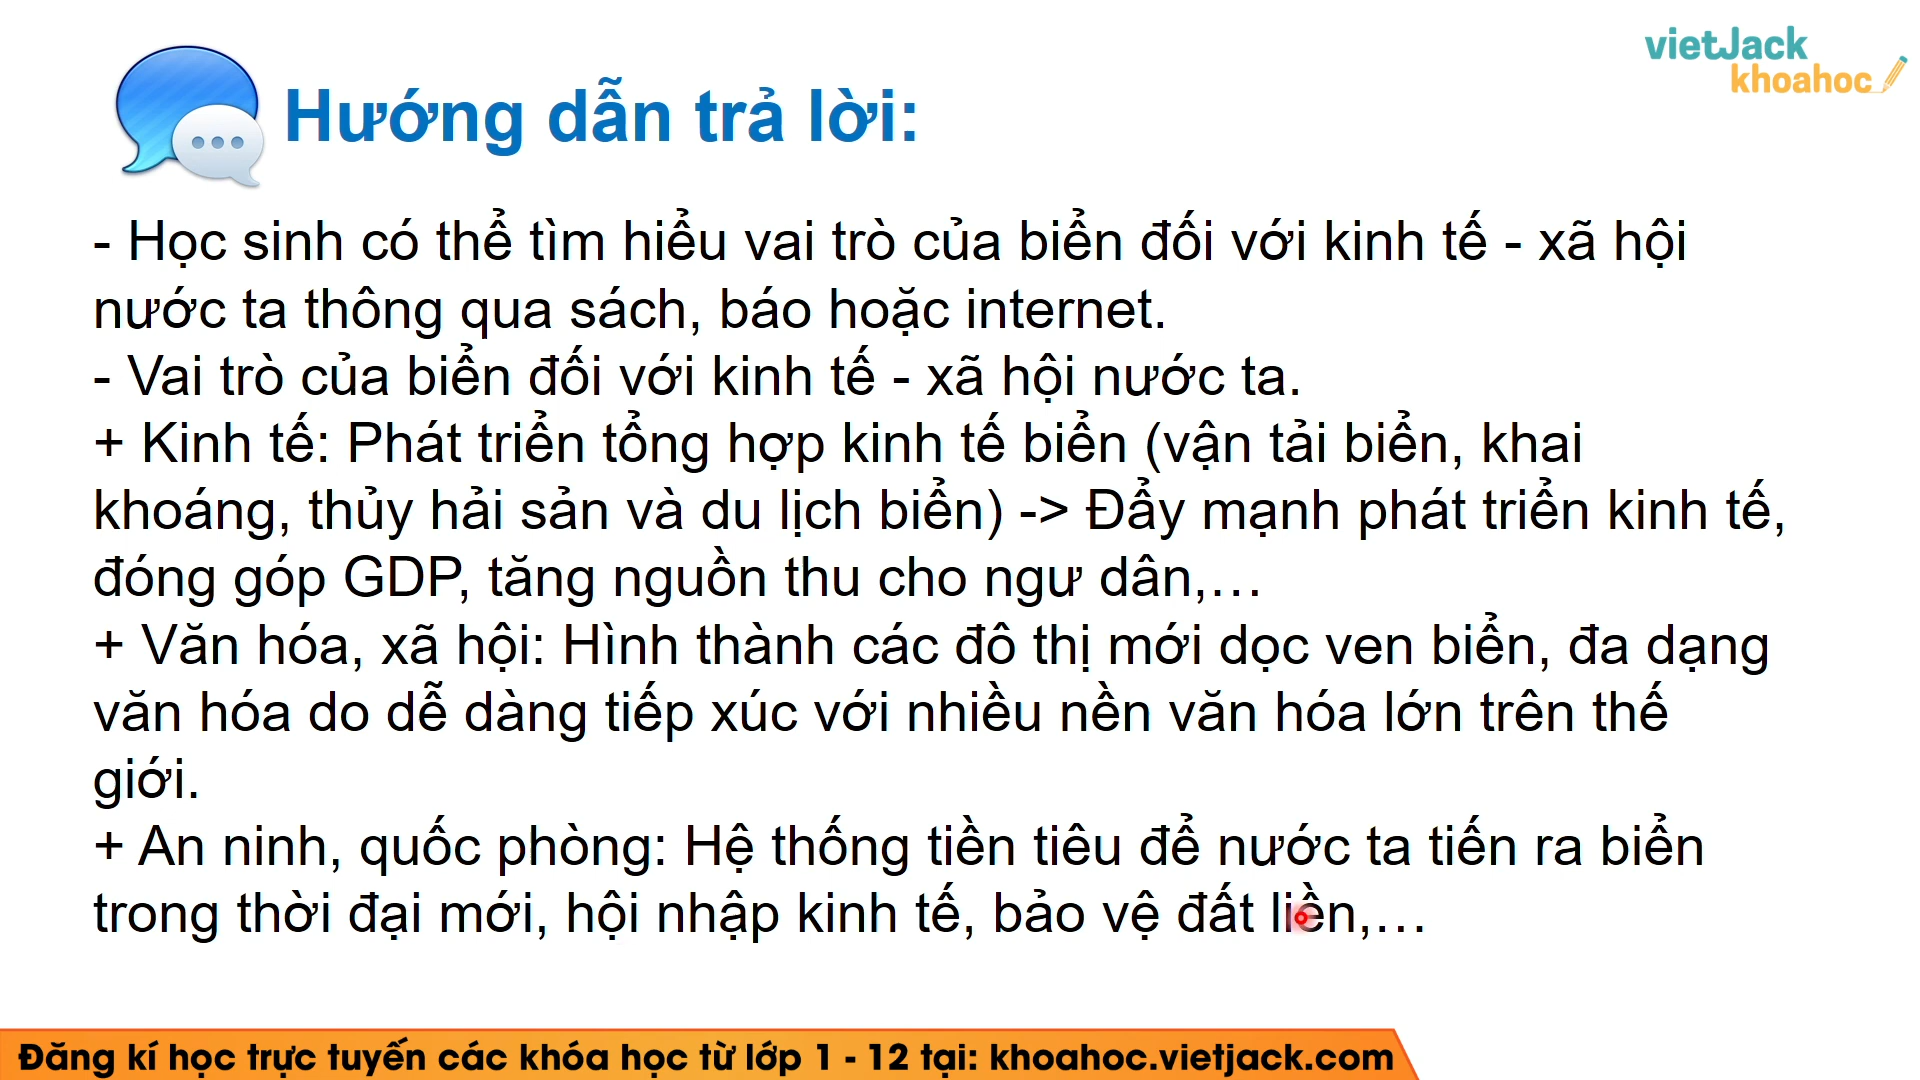 vietJack
khoahoc
Hướng dẫn trả lời:
- Học sinh có thể tìm hiểu vai trò của biển đối với kinh tế - xã hội
nước ta thông qua sách, báo hoặc internet.
- Vai trò của biển đối với kinh tế - xã hội nước ta.
+ Kinh tế: Phát triển tổng hợp kinh tế biển (vận tải biển, khai
khoáng, thủy hải sản và du lịch biển) -> Đẩy mạnh phát triển kinh tế,
đóng góp GDP, tăng nguồn thu cho ngư dân,…
+ Văn hóa, xã hội: Hình thành các đô thị mới dọc ven biển, đa dạng
văn hóa do dễ dàng tiếp xúc với nhiều nền văn hóa lớn trên thế
giới.
+ An ninh, quốc phòng: Hệ thống tiền tiêu để nước ta tiến ra biển
trong thời đại mới, hội nhập kinh tế, bảo vệ đất liền,…
Đăng kí học trực tuyến các khóa học từ lớp 1 - 12 tại: khoahoc.vietjack.com